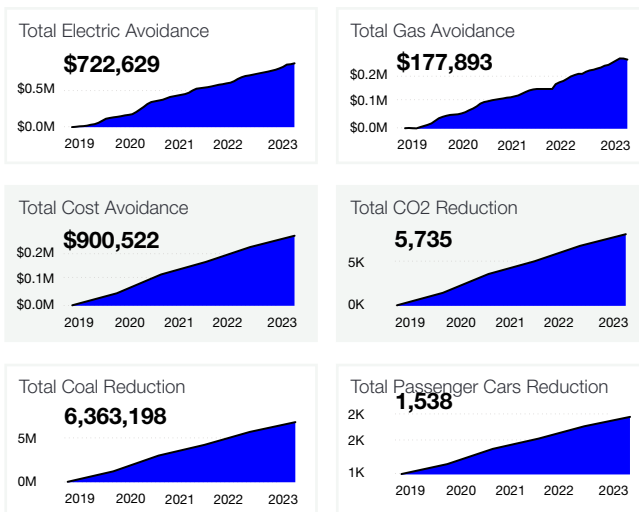 Total Electric Avoidance
$722,629
$0.5M
$0.0M
2019 2020 2021 2022 2023
Total Gas Avoidance
$177,893
$0.2M
$0.1M
$0.0M
2019 2020 2021 2022 2023
Total Cost Avoidance
$900,522
$0.2M
$0.1M
$0.0M
2019 2020 2021 2022 2023
Total CO2 Reduction
5,735
5K
0K
2019 2020 2021 2022 2023
Total Coal Reduction
6,363,198
5M
0M
2019 2020 2021 2022 2023
Total Passenger Cars Reduction
1,538
2K
2K
1K
2019 2020 2021 2022 2023